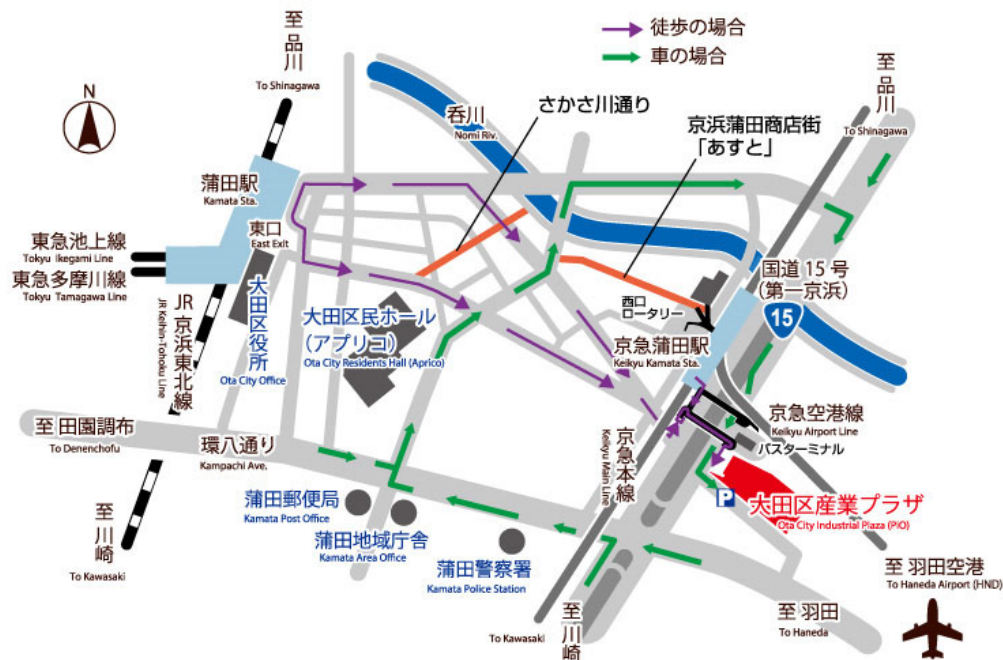 徒歩の場合
車の場合
至 品川
To Shinagawa
N
呑川
Nomi Riv.
さかさ川通り
京浜蒲田商店街
「あすと」
至 品川
To Shinagawa
蒲田駅
Kamata Sta.
東口
East Exit
東急池上線
Tokyu Ikegami Line
東急多摩川線
Tokyu Tamagawa Line
JR 京浜東北線
JR Keihin-Tohoku Line
大田区役所
Ota City Office
大田区民ホール
（アプリコ）
Ota City Residents Hall (Aprico)
西口
ロータリー
国道 15 号
（第一京浜）
15
京急蒲田駅
Keikyu Kamata Sta.
京急空港線
Keikyu Airport Line
バスターミナル
至 田園調布
To Denenchofu
環八通り
Kampachi Ave.
京急本線
Keikyu Main Line
P
大田区産業プラザ
Ota City Industrial Plaza (PiO)
蒲田郵便局
Kamata Post Office
蒲田地域庁舎
Kamata Area Office
蒲田警察署
Kamata Police Station
至 川崎
To Kawasaki
至 川崎
To Kawasaki
至 羽田
To Haneda
至 羽田空港
To Haneda Airport (HND)